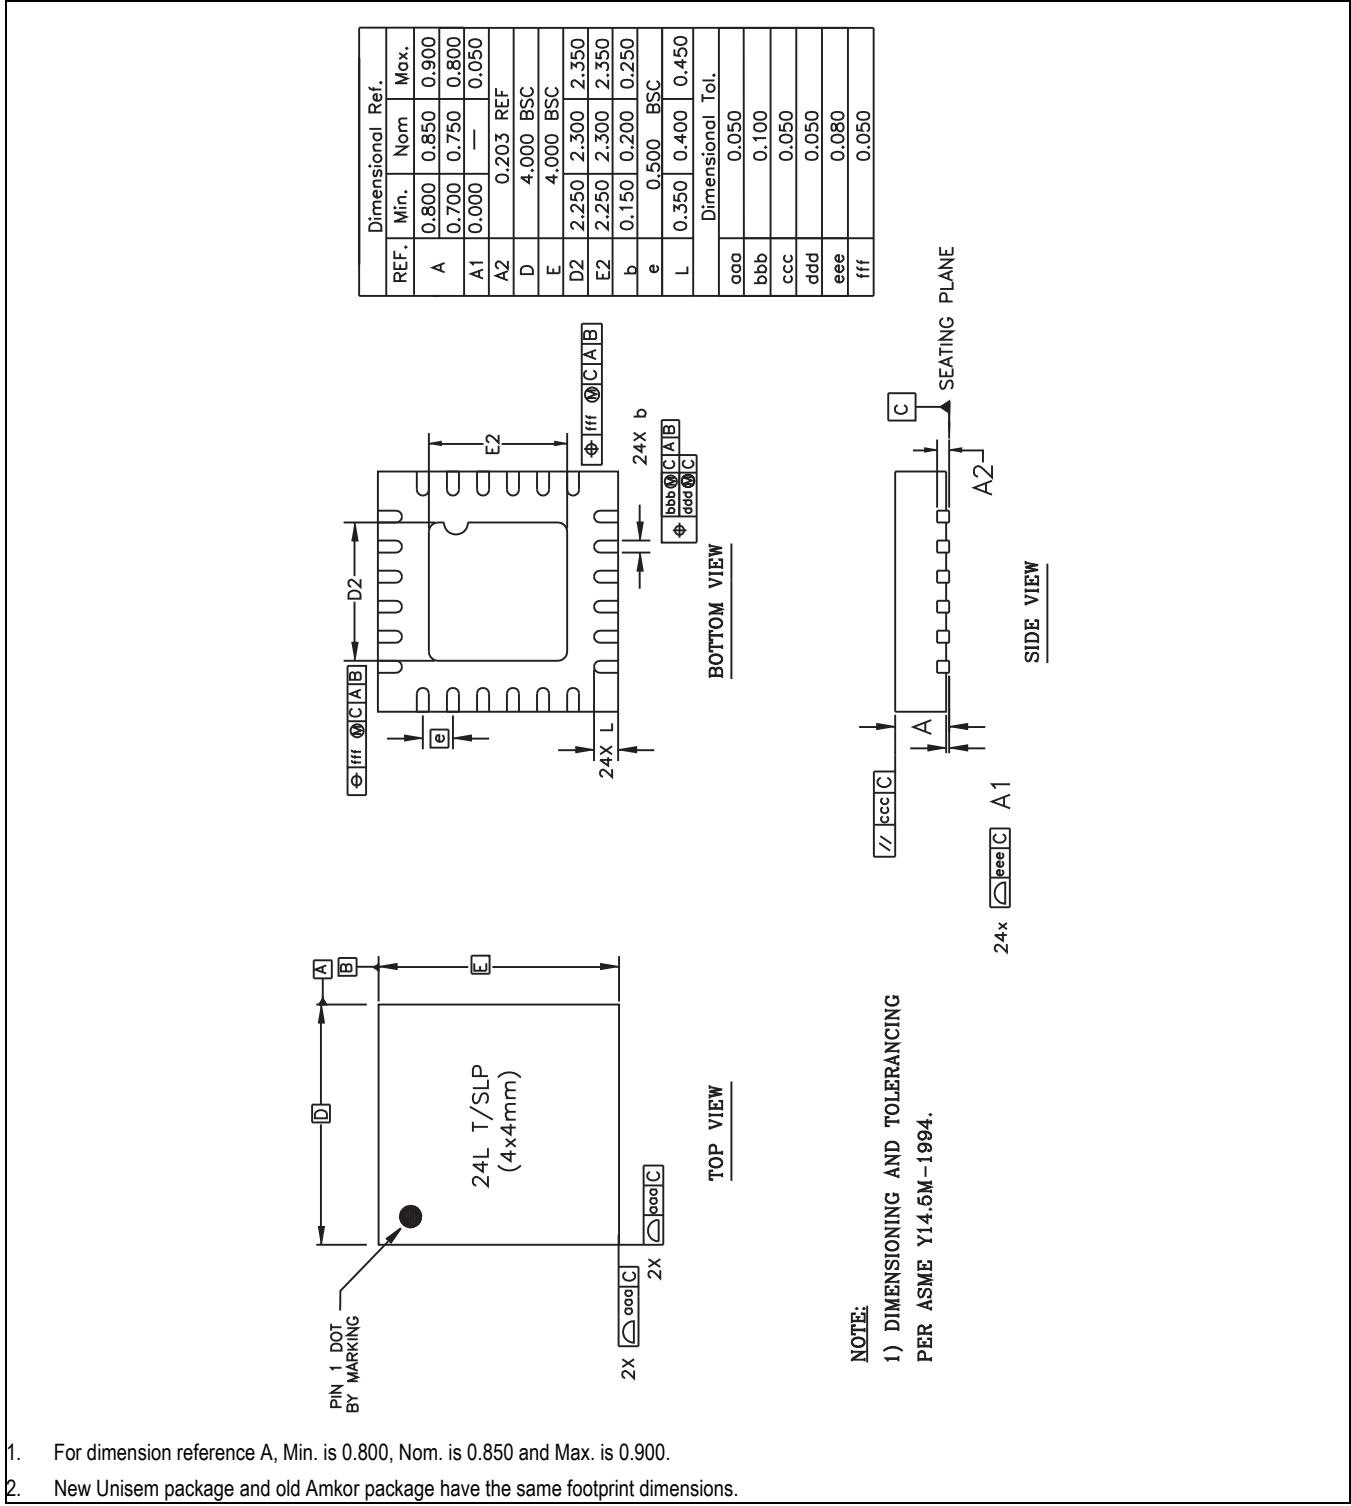 Dimensional Ref.
REF. Min. Nom Max.
A 0.800 0.850 0.900
0.700 0.750 0.800
A1 0.000 — 0.050
A2 0.203 REF
D 4.000 BSC
E 4.000 BSC
D2 2.250 2.300 2.350
E2 2.250 2.300 2.350
b 0.150 0.200 0.250
e 0.500 BSC
L 0.350 0.400 0.450
Dimensional Tol.
aaa 0.050
bbb 0.100
ccc 0.050
ddd 0.050
eee 0.080
fff 0.050
PIN 1 DOT
BY MARKING
D
A
B
E
24L T/SLP
(4x4mm)
2X ⌓ aaa C
2X ⌓ aaa C
TOP VIEW
⌖ fff Ⓜ C A B
D2
E2
⌖ fff Ⓜ C A B
e
24X L
24X b
⌖ bbb Ⓜ C A B
ddd Ⓜ C
BOTTOM VIEW
// ccc C
A
C
SEATING PLANE
A2
24x ⌓ eee C A1
SIDE VIEW
NOTE:
1) DIMENSIONING AND TOLERANCING
PER ASME Y14.5M-1994.
1. For dimension reference A, Min. is 0.800, Nom. is 0.850 and Max. is 0.900.
2. New Unisem package and old Amkor package have the same footprint dimensions.